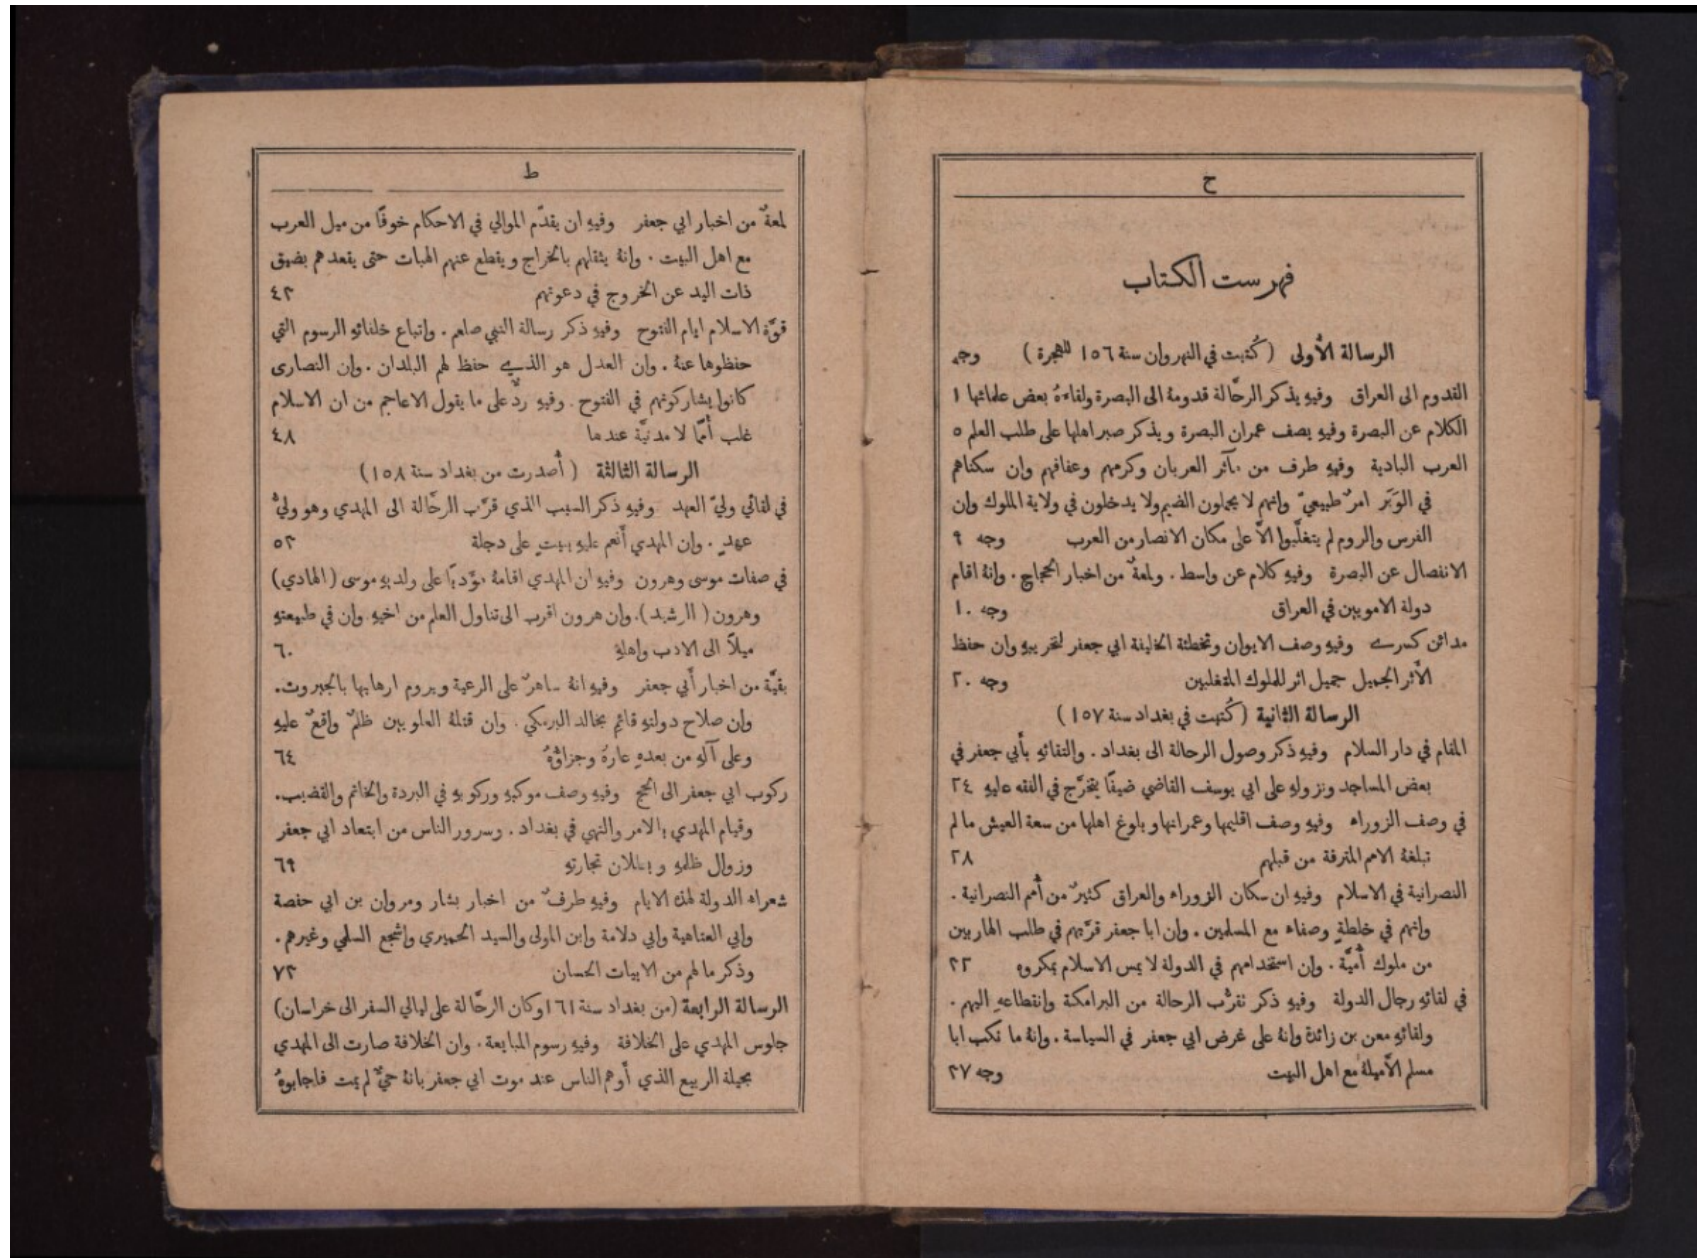 ح
فهرست الكتاب
الرسالة الأولى (كُتبت في النهروان سنة ١٥٦ للهجرة) وجه
القدوم الى العراق وفيهِ يذكر الرحَّالة قدومهُ الى البصرة ولقاءهُ بعض علمائها ١
الكلام عن البصرة وفيهِ يصف عمران البصرة ويذكر صبر اهلها على طلب العلم ٥
العرب البادية وفيهِ طرف من مآثر العربان وكرمهم وعفافهم وان سكناهم
في الوَبَر امرٌ طبيعيّ وانهم لا يحملون الضيم ولا يدخلون في ولاية الملوك وان
الفرس والروم لم يتغلَّبوا الَّا على مكان الانصار من العرب وجه ٩
الانفصال عن البصرة وفيهِ كلام عن واسط . ولمعةٌ من اخبار الحجاج . وانهُ اقام
دولة الامويين في العراق وجه ١٠
مدائن كسرى وفيهِ وصف الايوان وتخطئة الخليفة ابي جعفر لتخريبهِ وان حفظ
الأثر الجميل جميل اثر للملوك المتغلبين وجه ٢٠
الرسالة الثانية (كُتبت في بغداد سنة ١٥٧)
المقام في دار السلام وفيهِ ذكر وصول الرحالة الى بغداد . والتقائهِ بأبي جعفر في
بعض المساجد ونزولهِ على ابي يوسف القاضي ضيفًا يتخرَّج في الفقه عليهِ ٢٤
في وصف الزوراء وفيهِ وصف اقليمها وعمرانها وبلوغ اهلها من سعة العيش ما لم
تبلغهُ الامم المترفة من قبلهم ٢٨
النصرانية في الاسلام وفيهِ ان سكان الزوراء والعراق كثيرٌ من أمم النصرانية .
وانهم في خلطةٍ وصفاء مع المسلمين . وان ابا جعفر قرَّبهم في طلب الهاربين
من ملوك أميَّة . وان استخدامهم في الدولة لا يمس الاسلام بمكروه ٣٣
في لقائهِ رجال الدولة وفيهِ ذكر تقرُّب الرحالة من البرامكة وانقطاعهِ اليهم .
ولقائهِ معن بن زائدة وانهُ على غرض ابي جعفر في السياسة . وانهُ ما نكب ابا
مسلم الَّا لميلهُ مع اهل البيت وجه ٣٧
ط
لمعةٌ من اخبار ابي جعفر وفيهِ ان يقدّم الموالي في الاحكام خوفًا من ميل العرب
مع اهل البيت . وانهُ يثقلهم بالخراج ويقطع عنهم الهبات حتى يقعدهم بضيق
ذات اليد عن الخروج في دعوتهم ٤٣
قوَّة الاسلام ايام الفتوح وفيهِ ذكر رسالة النبي صلعم . واتباع خلفائهِ الرسوم التي
حفظوها عنهُ . وان العدل هو الذي حفظ لهم البلدان . وان النصارى
كانوا يشاركونهم في الفتوح . وفيهِ ردٌّ على ما يقول الاعاجم من ان الاسلام
غلب أُممًا لا مدنيَّة عندها ٤٨
الرسالة الثالثة (أُصدرت من بغداد سنة ١٥٨)
في لقائي وليّ العهد وفيهِ ذكر السبب الذي قرَّب الرحَّالة الى المهدي وهو وليُّ
عهدٍ . وان المهدي أنعم عليهِ ببيتٍ على دجلة ٥٣
في صفات موسى وهرون وفيهِ ان المهدي اقامهُ مؤدّبًا على ولديهِ موسى (الهادي)
وهرون (الرشيد). وان هرون اقرب الى تناول العلم من اخيهِ وان في طبيعتهِ
ميلًا الى الادب واهلهِ ٦٠
بقيَّة من اخبار أبي جعفر وفيهِ انهُ ساهرٌ على الرعية ويروم ارهابها بالجبروت.
وان صلاح دولتهِ قائم بخالد البرمكي . وان قتلهُ العلويين ظلمٌ واقعٌ عليهِ
وعلى آلهِ من بعدهِ عارهُ وجزاؤُهُ ٦٤
ركوب ابي جعفر الى الحج وفيهِ وصف موكبهِ وركوبهِ في البردة والخاتم والقضيب.
وقيام المهدي بالامر والنهي في بغداد . وسرور الناس من ابتعاد ابي جعفر
وزوال ظلمهِ وبطلان تجارتهِ ٦٩
شعراء الدولة لهذه الايام وفيهِ طرفٌ من اخبار بشار ومروان بن ابي حفصة
وابي العتاهية وابي دلامة وابن المولى والسيد الحميري واشجع السلمي وغيرهم.
وذكر ما لهم من الابيات الحسان ٧٣
الرسالة الرابعة (من بغداد سنة ١٦١ وكان الرحَّالة على ليالي السفر الى خراسان)
جلوس المهدي على الخلافة وفيهِ رسوم المبايعة . وان الخلافة صارت الى المهدي
بحيلة الربيع الذي أوهم الناس عند موت ابي جعفر بانهُ حيٌّ لم يمت فاجابوهُ